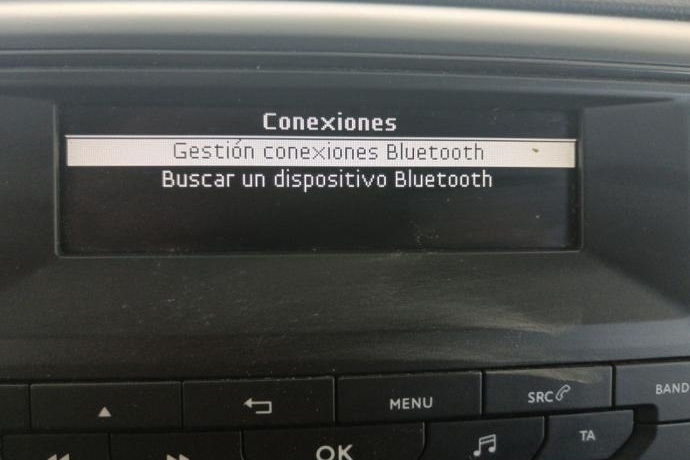 Conexiones
Gestión conexiones Bluetooth
Buscar un dispositivo Bluetooth
MENU
SRC
BAND
OK
TA